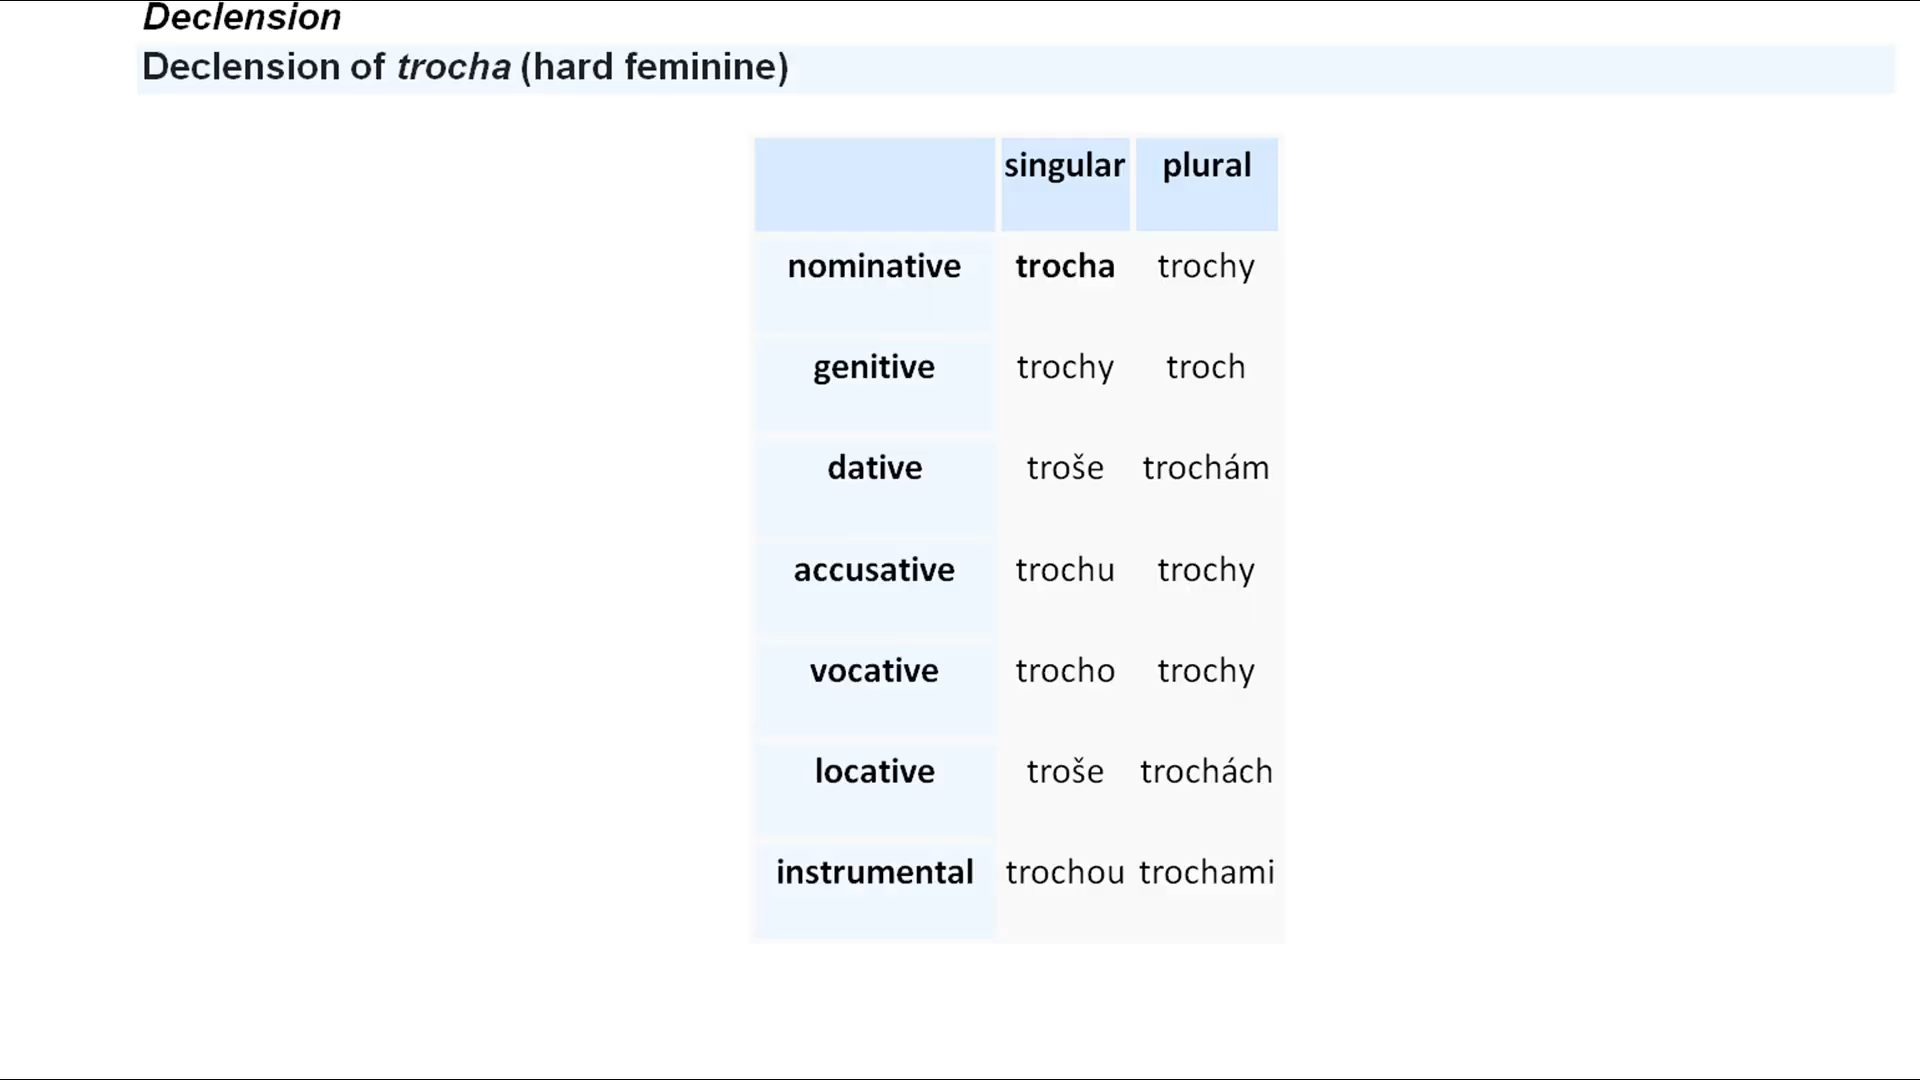 Declension
Declension of trocha (hard feminine)
singular plural
nominative trocha trochy
genitive trochy troch
dative troše trochám
accusative trochu trochy
vocative trocho trochy
locative troše trochách
instrumental trochou trochami